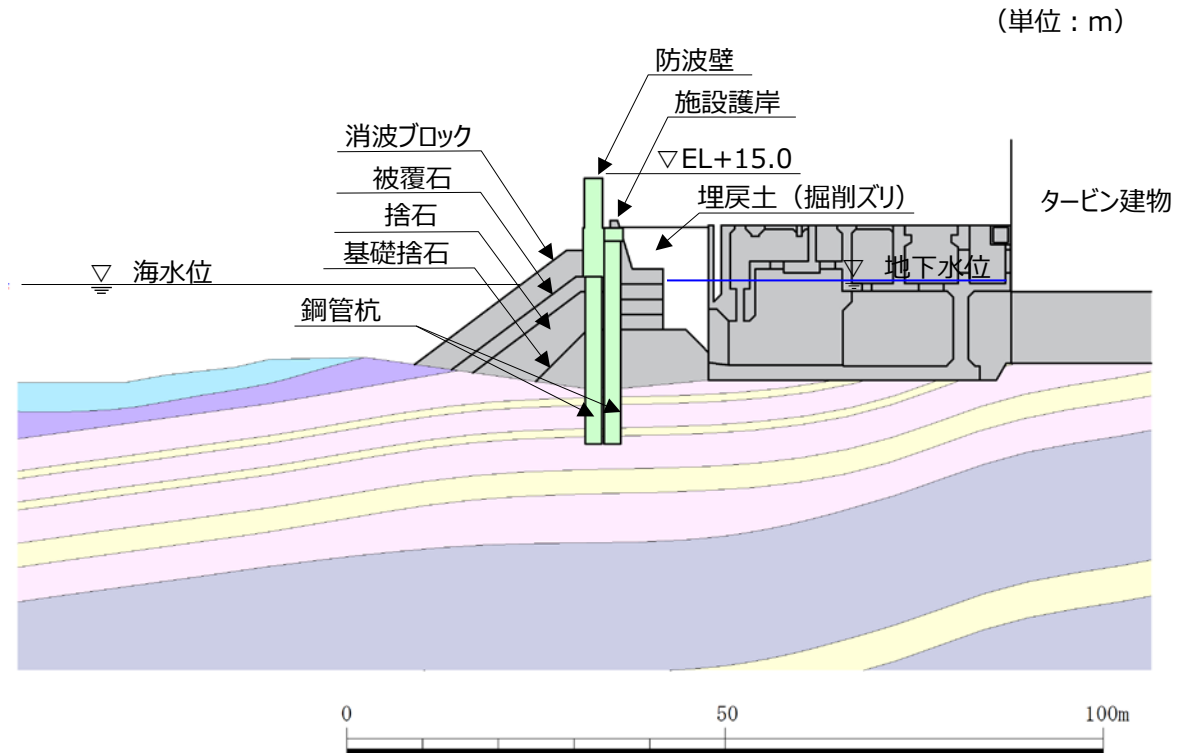 （単位：m）
防波壁
施設護岸
消波ブロック
▽EL+15.0
被覆石
埋戻土（掘削ズリ）
タービン建物
捨石
基礎捨石
▽ 海水位
▽ 地下水位
鋼管杭
0 50 100m